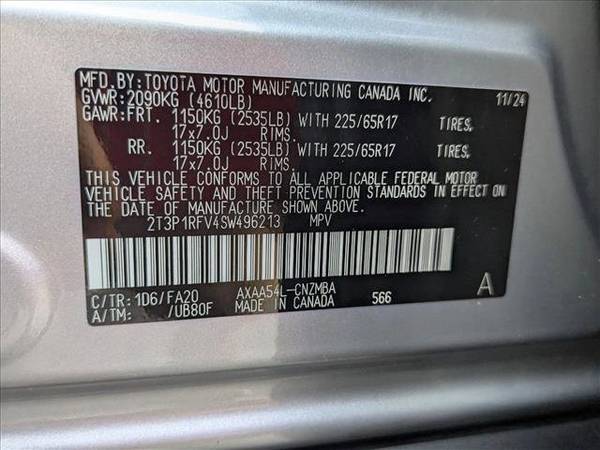 MFD.BY:TOYOTA MOTOR MANUFACTURING CANADA INC. 11/24
GVWR:2090KG (4610LB)
GAWR:FRT. 1150KG (2535LB) WITH 225/65R17 TIRES.
17x7.0J RIMS.
RR. 1150KG (2535LB) WITH 225/65R17 TIRES.
17x7.0J RIMS.
THIS VEHICLE CONFORMS TO ALL APPLICABLE FEDERAL MOTOR
VEHICLE SAFETY AND THEFT PREVENTION STANDARDS IN EFFECT ON
THE DATE OF MANUFACTURE SHOWN ABOVE.
2T3P1RFV4SW496213 MPV
C/TR:1D6/FA20 AXAA54L-CNZMBA A
A/TM: /UB80F MADE IN CANADA 566